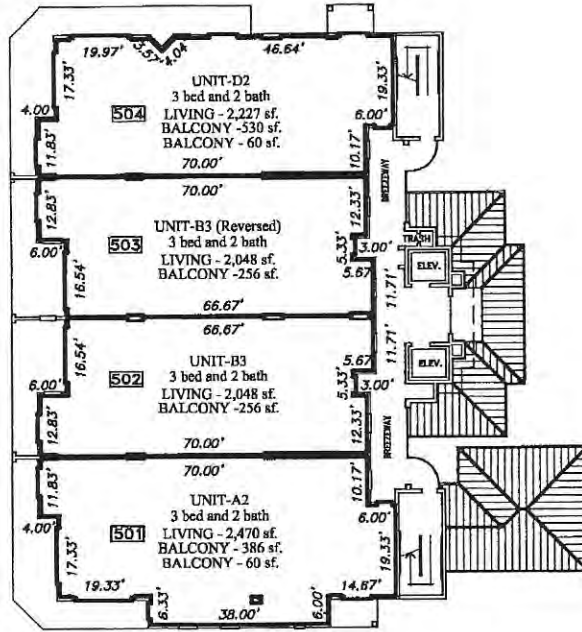 19.97'
3.57'
4.04
46.64'
17.33'
19.33'
UNIT-D2
3 bed and 2 bath
LIVING - 2,227 sf.
BALCONY -530 sf.
BALCONY - 60 sf.
504
4.00'
6.00'
11.83'
10.17'
70.00'
BREEZEWAY
70.00'
12.83'
12.33'
UNIT-B3 (Reversed)
3 bed and 2 bath
LIVING - 2,048 sf.
BALCONY -256 sf.
503
6.00'
5.33'
3.00'
TRASH
5.67
ELEV.
16.54'
11.71'
66.67'
66.67'
11.71'
16.54'
UNIT-B3
3 bed and 2 bath
LIVING - 2,048 sf.
BALCONY -256 sf.
502
5.67
ELEV.
6.00'
5.33'
3.00'
12.83'
12.33'
70.00'
BREEZEWAY
70.00'
11.83'
10.17'
UNIT-A2
3 bed and 2 bath
LIVING - 2,470 sf.
BALCONY - 386 sf.
BALCONY - 60 sf.
501
4.00'
6.00'
17.33'
19.33'
19.33'
14.67'
6.33'
38.00'
6.00'